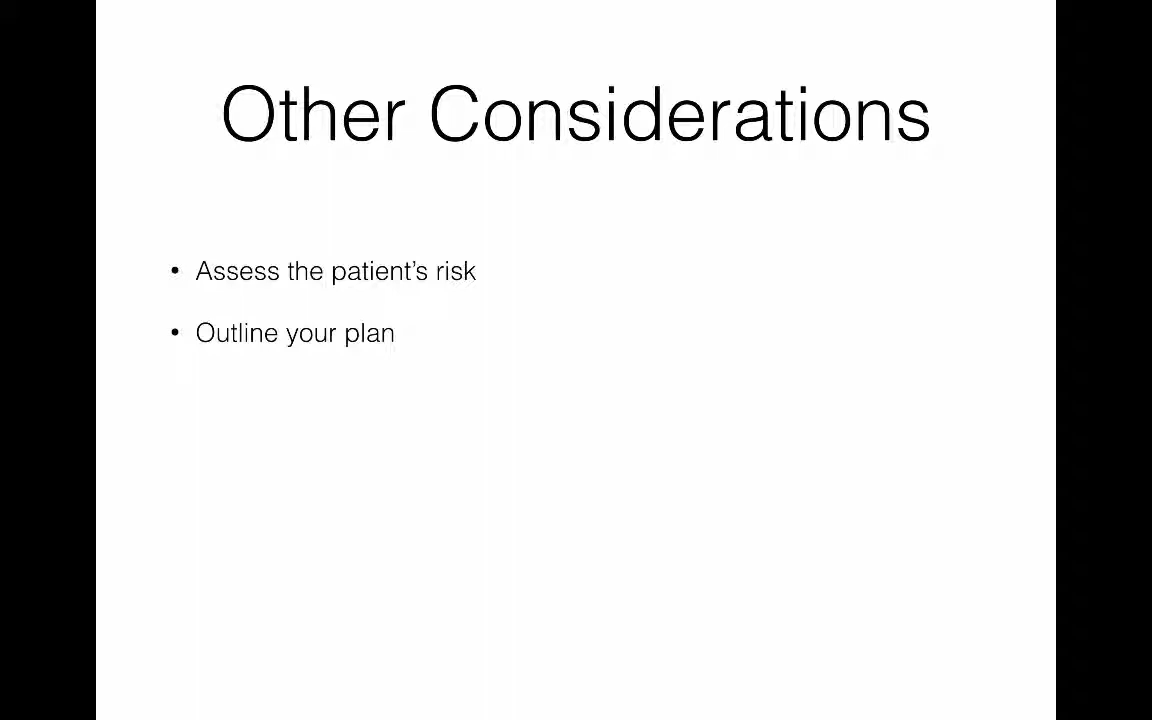 Other Considerations
• Assess the patient’s risk
• Outline your plan